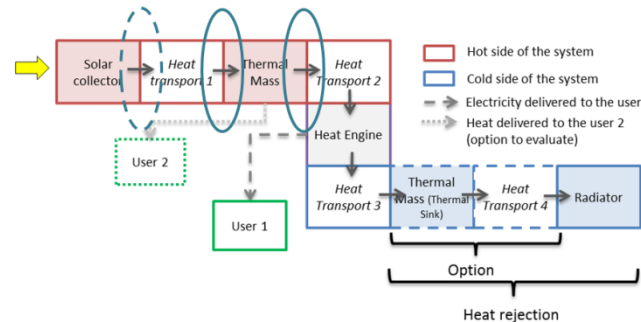 Solar
collector
Heat
transport 1
Thermal
Mass
Heat
Transport 2
Hot side of the system
Cold side of the system
Electricity delivered to the user
Heat delivered to the user 2
(option to evaluate)
User 2
Heat Engine
User 1
Heat
Transport 3
Thermal
Mass (Thermal
Sink)
Heat
Transport 4
Radiator
Option
Heat rejection